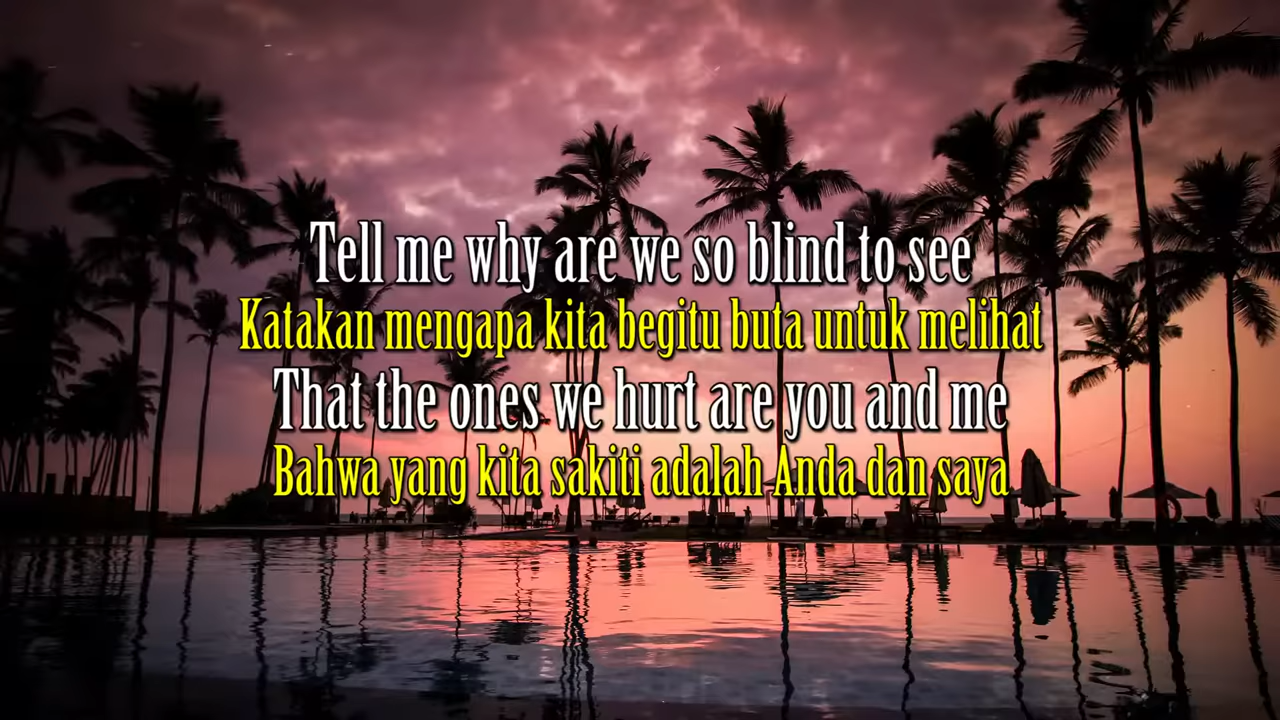 Tell me why are we so blind to see
Katakan mengapa kita begitu buta untuk melihat
That the ones we hurt are you and me
Bahwa yang kita sakiti adalah Anda dan saya